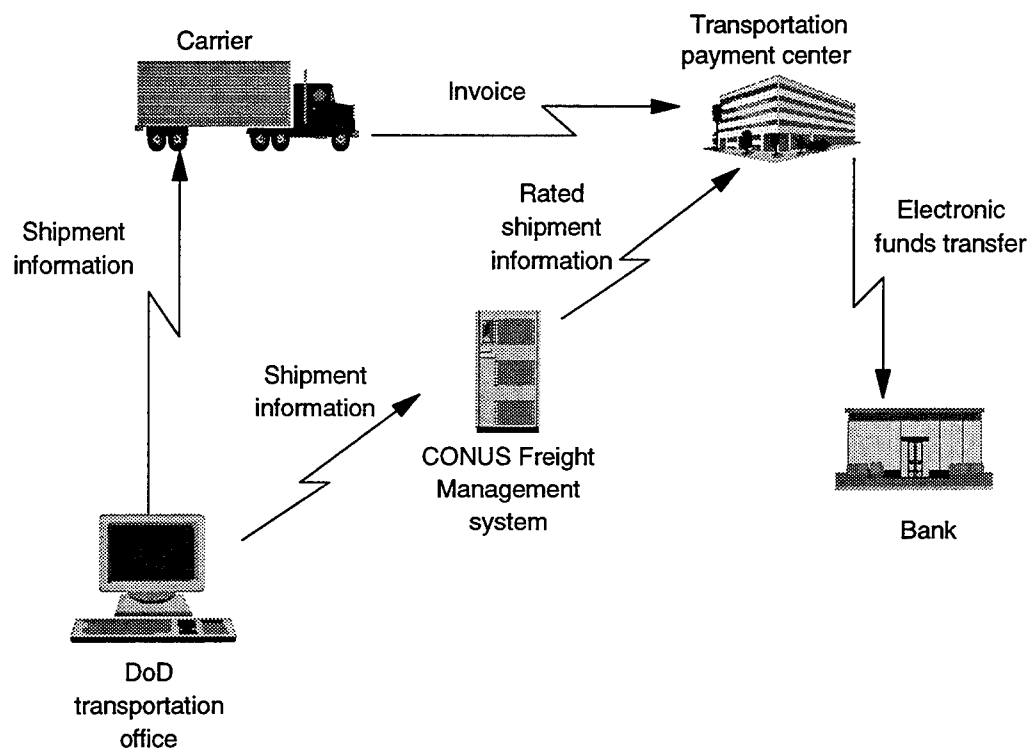 Carrier
Transportation
payment center
Invoice
Shipment
information
Rated
shipment
information
Electronic
funds transfer
Shipment
information
CONUS Freight
Management
system
Bank
DoD
transportation
office